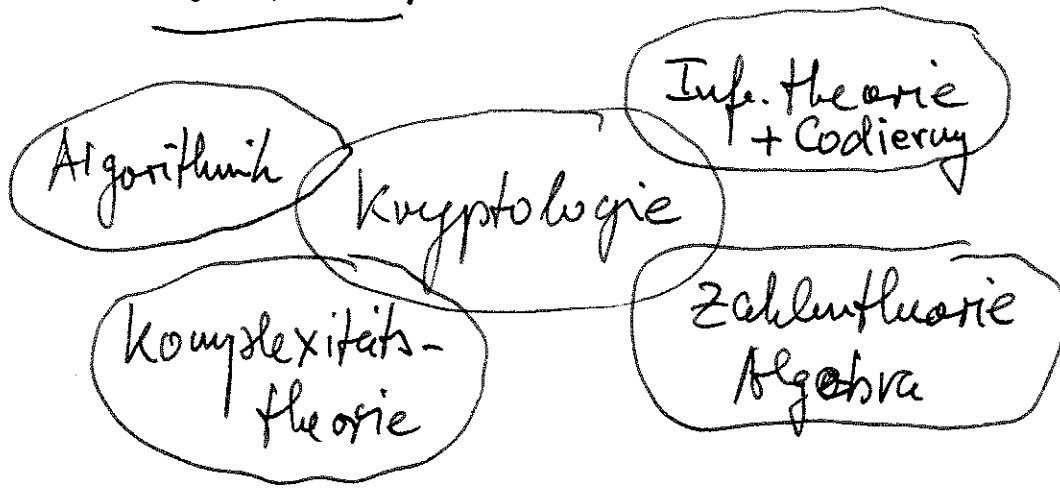 Inf. theorie
+ Codierung
Algorithmik
Kryptologie
Komplexitäts-
theorie
Zahlentheorie
Algebra